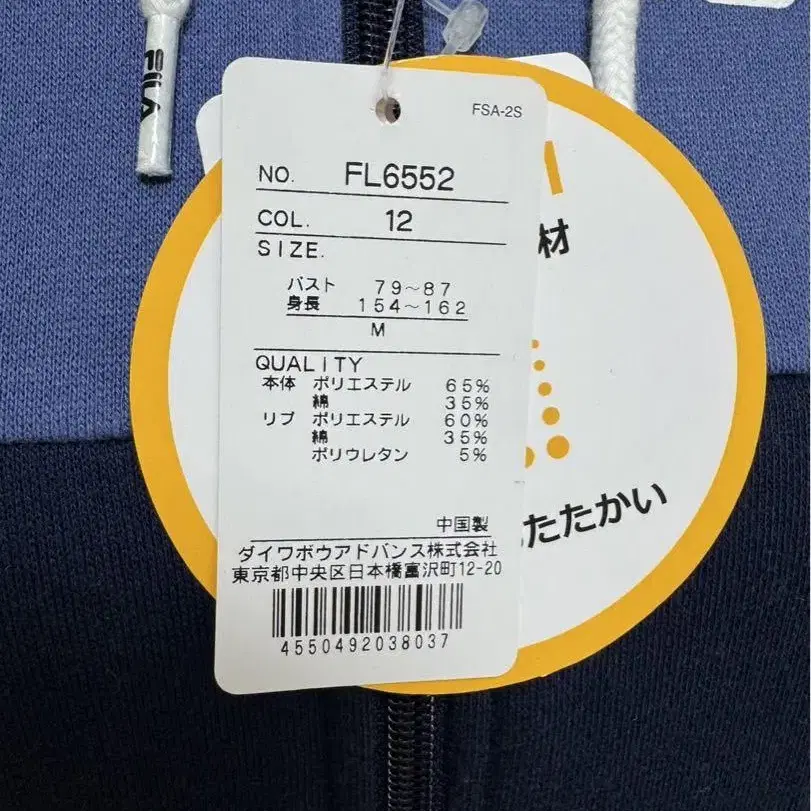 FILA
FSA-2S
NO. FL6552
COL. 12
SIZE.
バスト 79~87
身長 154~162
M
QUALITY
本体 ポリエステル 65%
綿 35%
リブ ポリエステル 60%
綿 35%
ポリウレタン 5%
中国製
ダイワボウアドバンス株式会社
東京都中央区日本橋富沢町12-20
4550492038037
材
たたかい